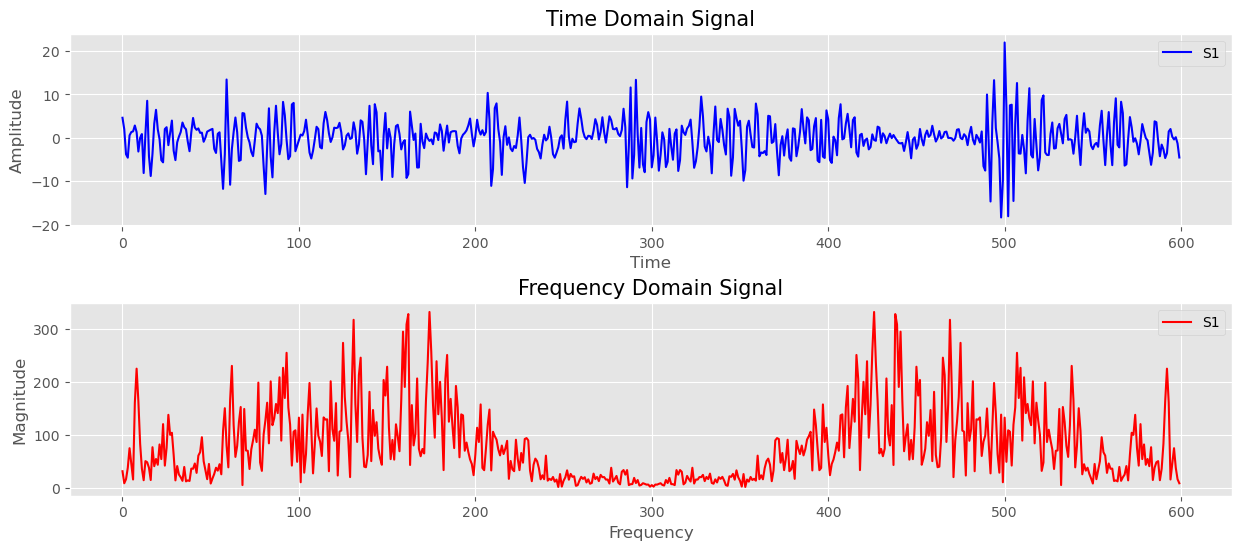 Time Domain Signal
S1
20
10
0
−10
−20
Amplitude
0 100 200 300 400 500 600
Time
Frequency Domain Signal
S1
300
200
100
0
Magnitude
0 100 200 300 400 500 600
Frequency